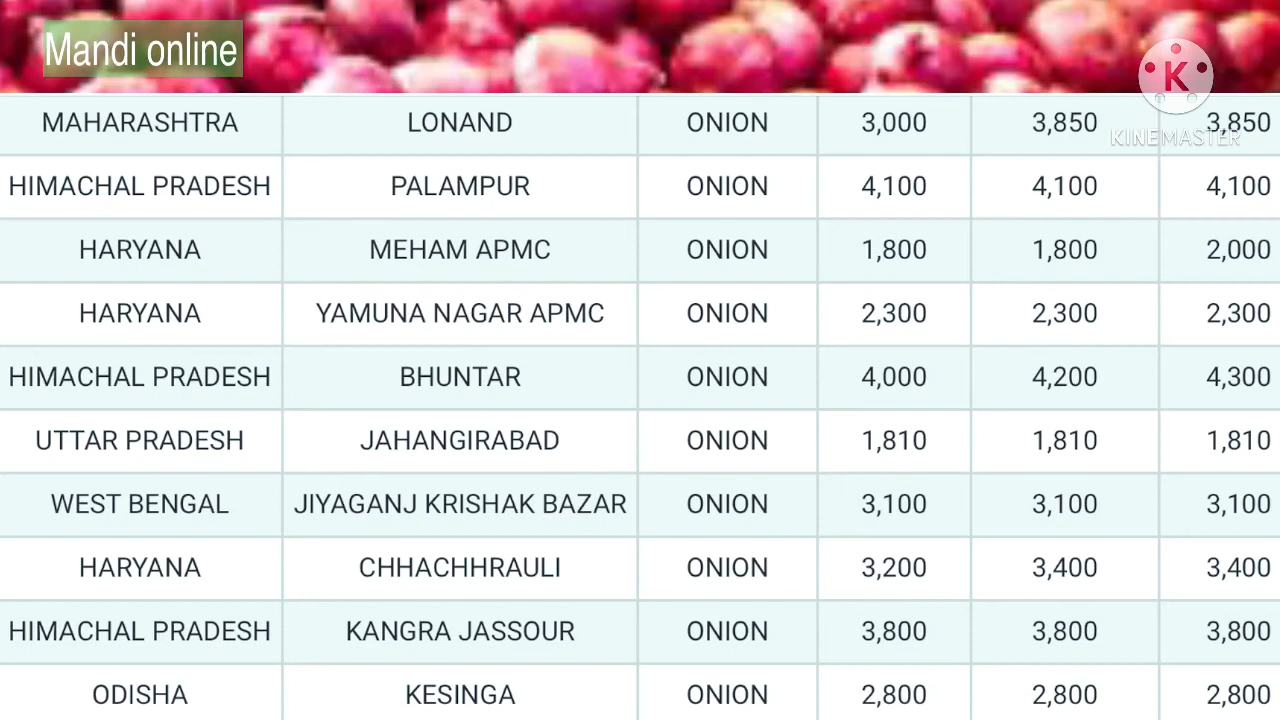 Mandi online
K
KINEMASTER
MAHARASHTRA LONAND ONION 3,000 3,850 3,850
HIMACHAL PRADESH PALAMPUR ONION 4,100 4,100 4,100
HARYANA MEHAM APMC ONION 1,800 1,800 2,000
HARYANA YAMUNA NAGAR APMC ONION 2,300 2,300 2,300
HIMACHAL PRADESH BHUNTAR ONION 4,000 4,200 4,300
UTTAR PRADESH JAHANGIRABAD ONION 1,810 1,810 1,810
WEST BENGAL JIYAGANJ KRISHAK BAZAR ONION 3,100 3,100 3,100
HARYANA CHHACHHRAULI ONION 3,200 3,400 3,400
HIMACHAL PRADESH KANGRA JASSOUR ONION 3,800 3,800 3,800
ODISHA KESINGA ONION 2,800 2,800 2,800